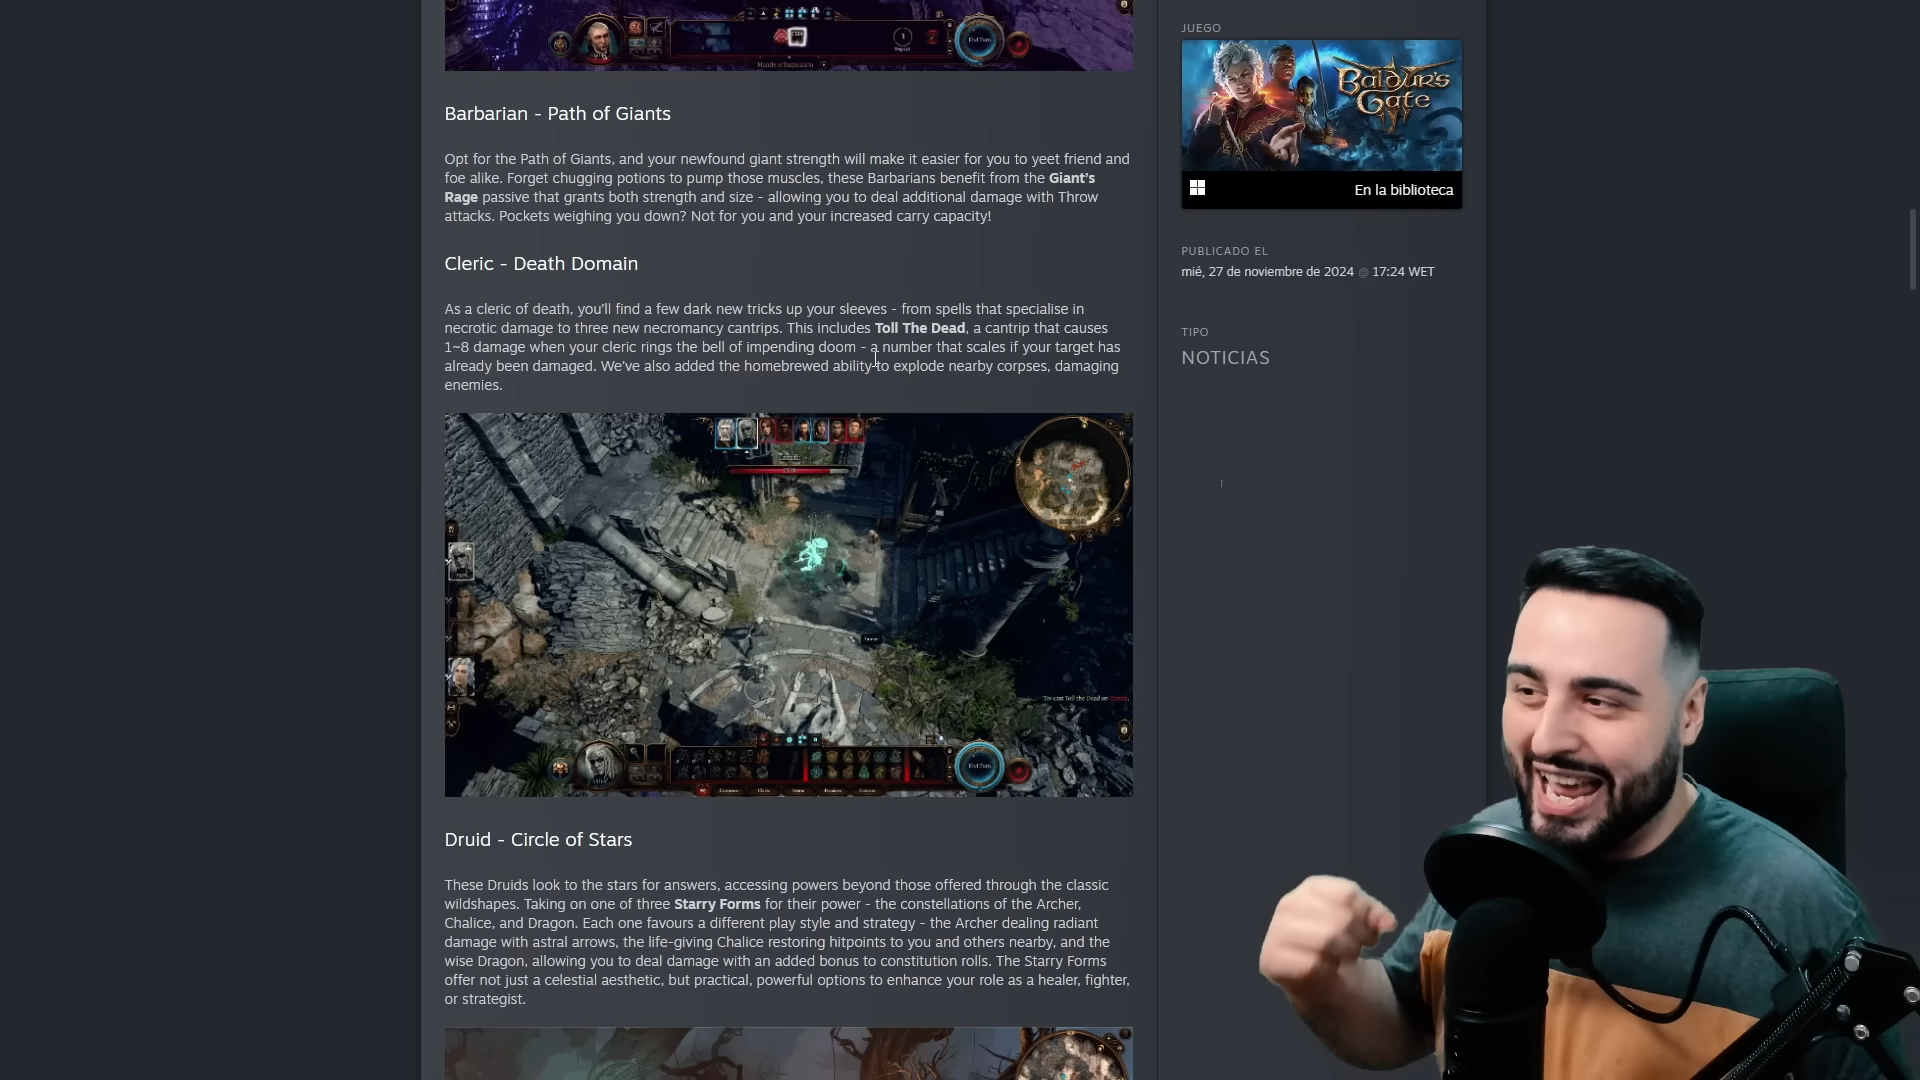 End Turn
1
Barbarian - Path of Giants
Opt for the Path of Giants, and your newfound giant strength will make it easier for you to yeet friend and
foe alike. Forget chugging potions to pump those muscles, these Barbarians benefit from the Giant's
Rage passive that grants both strength and size - allowing you to deal additional damage with Throw
attacks. Pockets weighing you down? Not for you and your increased carry capacity!
Cleric - Death Domain
As a cleric of death, you'll find a few dark new tricks up your sleeves - from spells that specialise in
necrotic damage to three new necromancy cantrips. This includes Toll The Dead, a cantrip that causes
1~8 damage when your cleric rings the bell of impending doom - a number that scales if your target has
already been damaged. We've also added the homebrewed ability to explode nearby corpses, damaging
enemies.
Tav cast Toll the Dead on
End Turn
Druid - Circle of Stars
These Druids look to the stars for answers, accessing powers beyond those offered through the classic
wildshapes. Taking on one of three Starry Forms for their power - the constellations of the Archer,
Chalice, and Dragon. Each one favours a different play style and strategy - the Archer dealing radiant
damage with astral arrows, the life-giving Chalice restoring hitpoints to you and others nearby, and the
wise Dragon, allowing you to deal damage with an added bonus to constitution rolls. The Starry Forms
offer not just a celestial aesthetic, but practical, powerful options to enhance your role as a healer, fighter,
or strategist.
JUEGO
Baldur's
Gate
III
En la biblioteca
PUBLICADO EL
mié, 27 de noviembre de 2024 @ 17:24 WET
TIPO
NOTICIAS